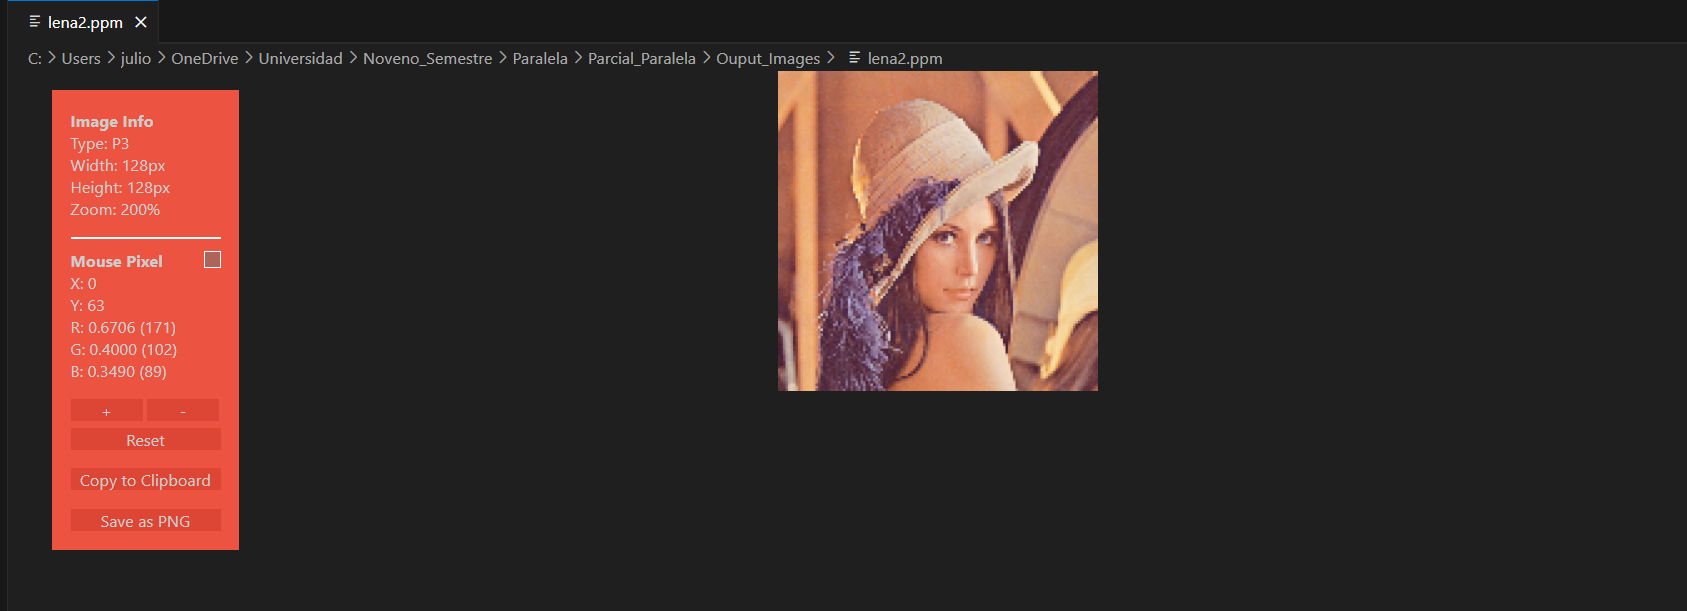 lena2.ppm
C: > Users > julio > OneDrive > Universidad > Noveno_Semestre > Paralela > Parcial_Paralela > Ouput_Images > lena2.ppm
Image Info
Type: P3
Width: 128px
Height: 128px
Zoom: 200%
Mouse Pixel
X: 0
Y: 63
R: 0.6706 (171)
G: 0.4000 (102)
B: 0.3490 (89)
+ -
Reset
Copy to Clipboard
Save as PNG